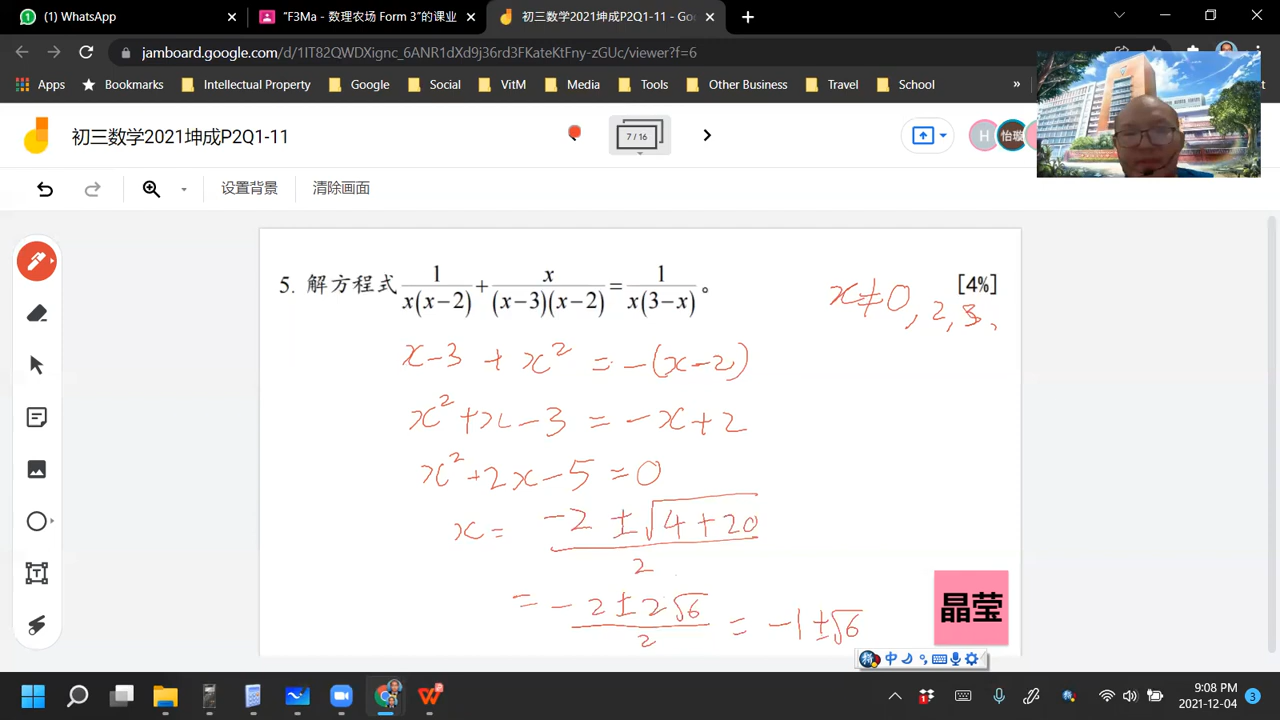 (1) WhatsApp
"F3Ma - 数理农场 Form 3"的课业
初三数学2021坤成P2Q1-11 - Go
jamboard.google.com/d/1IT82QWDXignc_6ANR1dXd9j36rd3FKateKtFny-zGUc/viewer?f=6
Apps
Bookmarks
Intellectual Property
Google
Social
VitM
Media
Tools
Other Business
Travel
School
»
初三数学2021坤成P2Q1-11
7 / 16
H
怡璇
设置背景
清除画面
5. 解方程式 1/(x(x−2)) + x/((x−3)(x−2)) = 1/(x(3−x))。 [4%]
x≠0, 2, 3,
x−3 + x² = −(x−2)
x²+x−3 = −x+2
x²+2x−5=0
x= (−2 ± √(4+20))/2
= (−2±2√6)/2 = −1±√6
晶莹
中
9:08 PM
2021-12-04
3